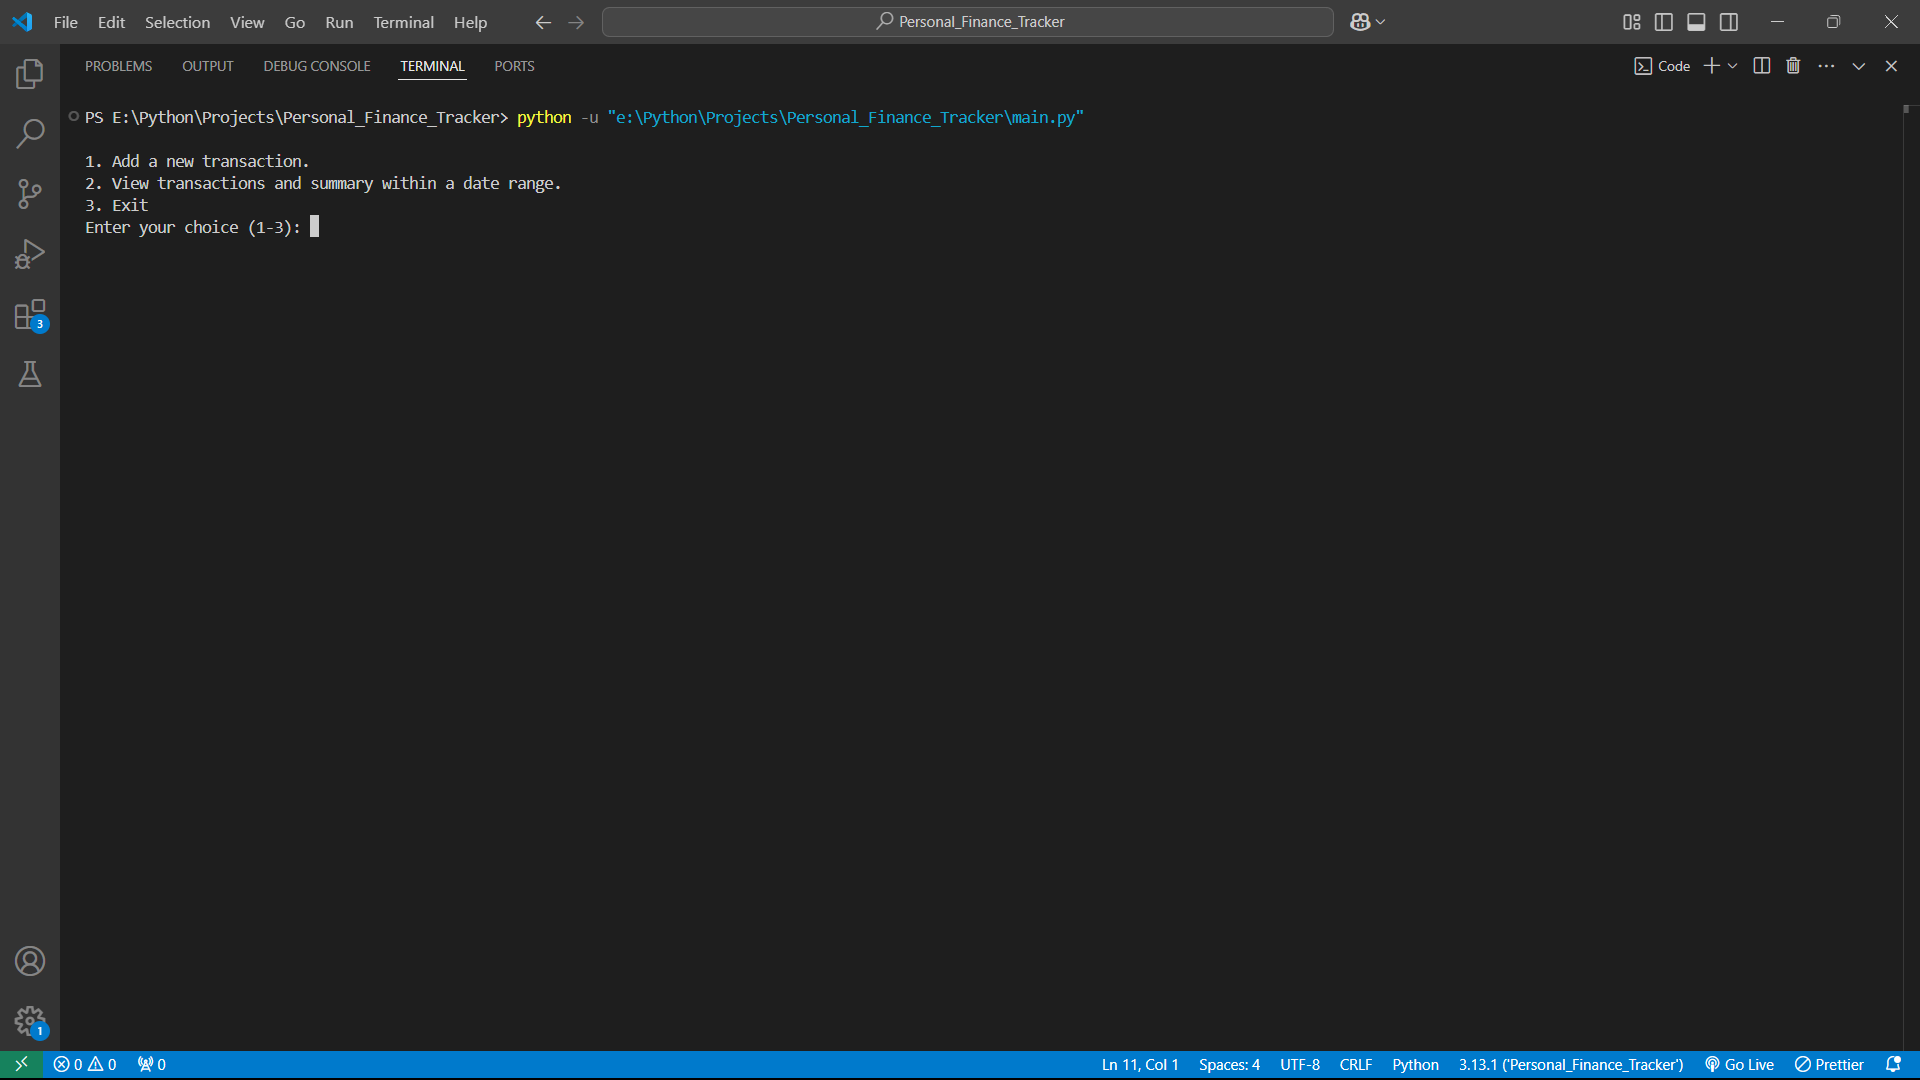 File Edit Selection View Go Run Terminal Help
Personal_Finance_Tracker
PROBLEMS OUTPUT DEBUG CONSOLE TERMINAL PORTS
Code
PS E:\Python\Projects\Personal_Finance_Tracker> python -u "e:\Python\Projects\Personal_Finance_Tracker\main.py"
1. Add a new transaction.
2. View transactions and summary within a date range.
3. Exit
Enter your choice (1-3):
3
1
0 0 0
Ln 11, Col 1 Spaces: 4 UTF-8 CRLF Python 3.13.1 ('Personal_Finance_Tracker') Go Live Prettier